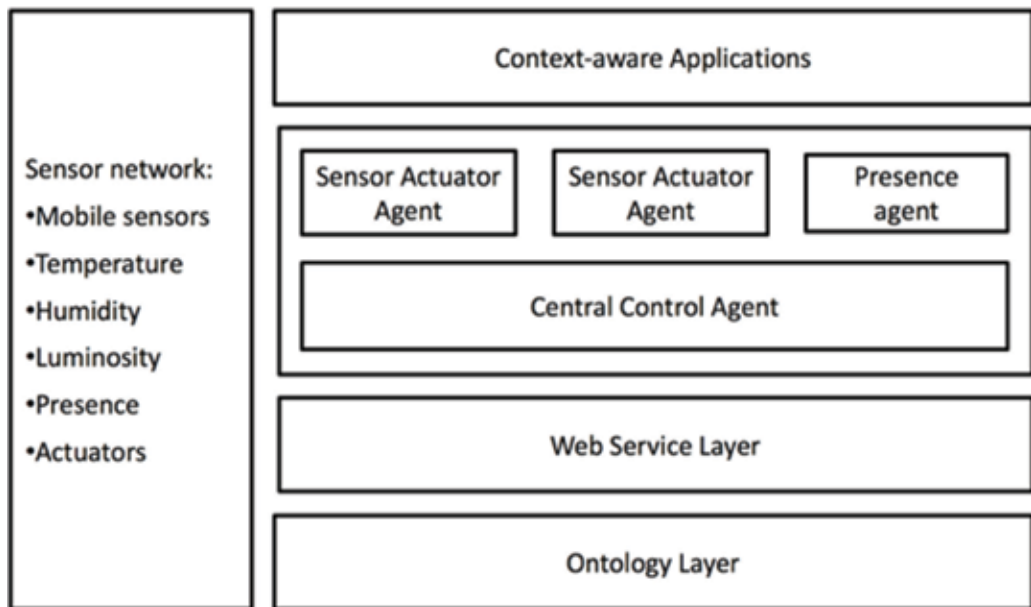 Sensor network:
•Mobile sensors
•Temperature
•Humidity
•Luminosity
•Presence
•Actuators
Context-aware Applications
Sensor Actuator
Agent
Sensor Actuator
Agent
Presence
agent
Central Control Agent
Web Service Layer
Ontology Layer